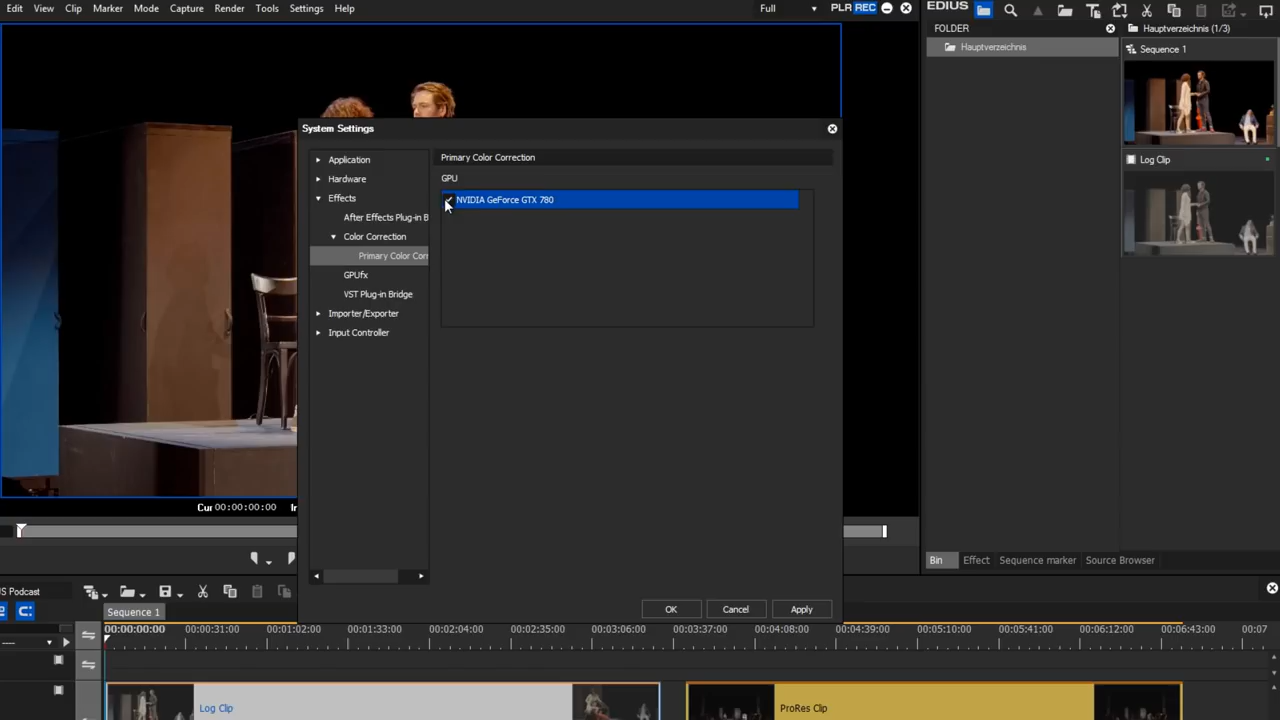 Edit View Clip Marker Mode Capture Render Tools Settings Help
Full
PLR REC
EDIUS
FOLDER
Hauptverzeichnis
Hauptverzeichnis (1/3)
Sequence 1
Log Clip
System Settings
Application
Hardware
Effects
After Effects Plug-in B
Color Correction
Primary Color Corr
GPUfx
VST Plug-in Bridge
Importer/Exporter
Input Controller
Primary Color Correction
GPU
NVIDIA GeForce GTX 780
OK Cancel Apply
Cur 00:00:00:00 In
Bin Effect Sequence marker Source Browser
US Podcast
Sequence 1
00:00:00:00 00:00:31:00 00:01:02:00 00:01:33:00 00:02:04:00 00:02:35:00 00:03:06:00 00:03:37:00 00:04:08:00 00:04:39:00 00:05:10:00 00:05:41:00 00:06:12:00 00:06:43:00 00:07
Log Clip
ProRes Clip